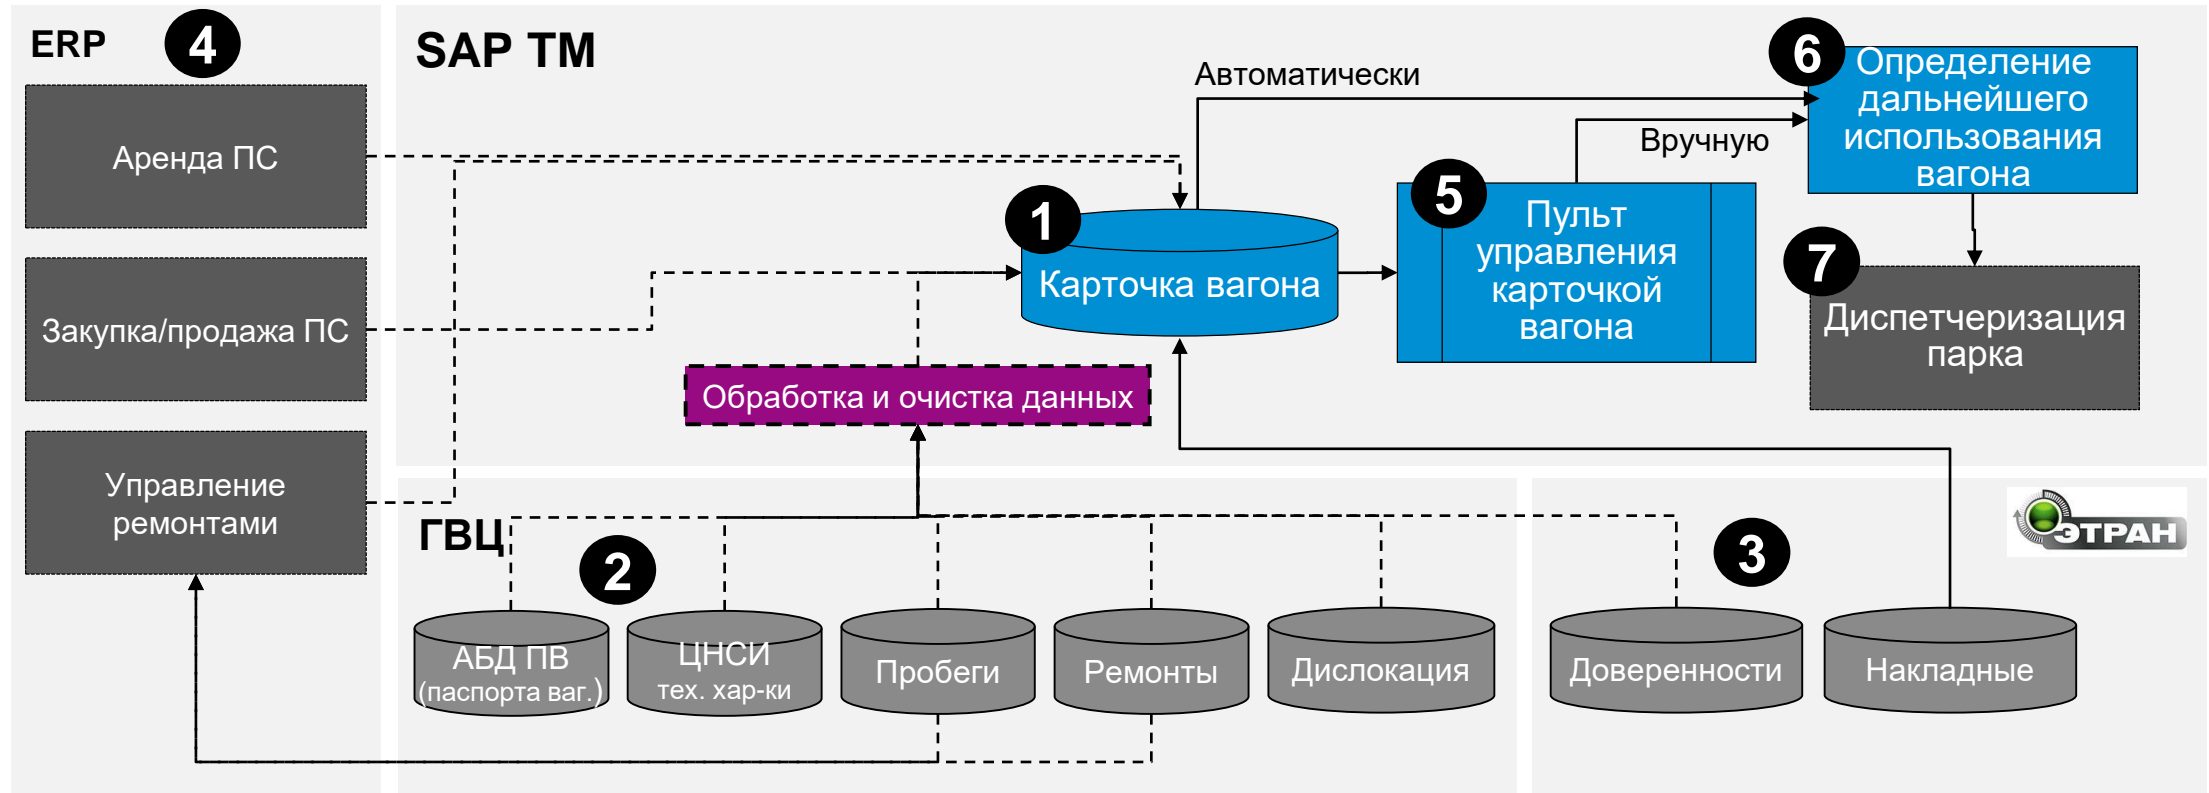 ERP
4
Аренда ПС
Закупка/продажа ПС
Управление
ремонтами
SAP TM
Автоматически
Вручную
6
Определение
дальнейшего
использования
вагона
1
Карточка вагона
5
Пульт
управления
карточкой
вагона
7
Диспетчеризация
парка
Обработка и очистка данных
ГВЦ
2
АБД ПВ
(паспорта ваг.)
ЦНСИ
тех. хар-ки
Пробеги
Ремонты
Дислокация
3
ЭТРАН
Доверенности
Накладные